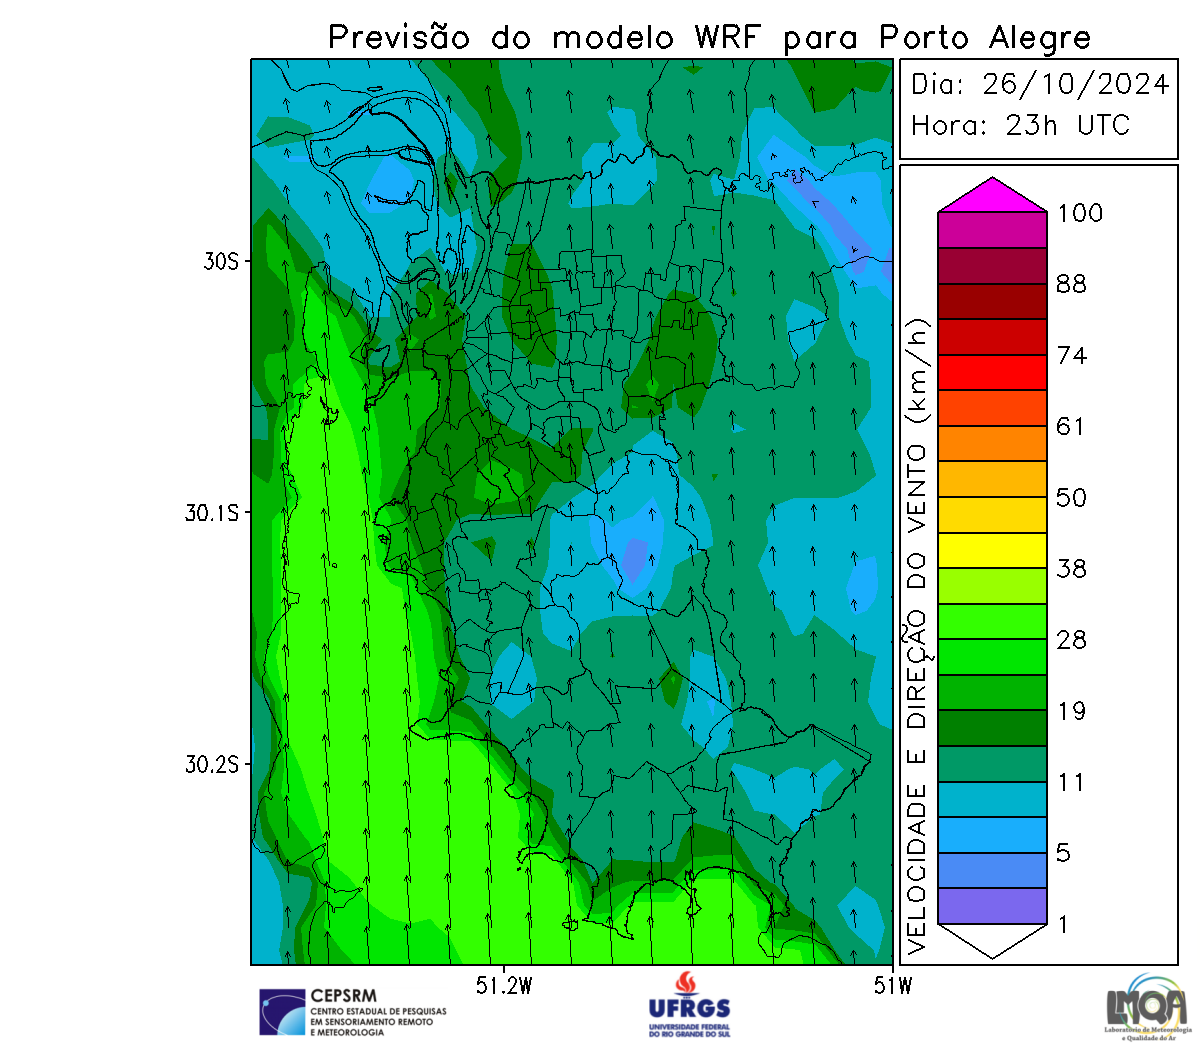 Previsão do modelo WRF para Porto Alegre
Dia: 26/10/2024
Hora: 23h UTC
100
88
74
61
50
38
28
19
11
5
1
VELOCIDADE E DIREÇÃO DO VENTO (km/h)
30S
30.1S
30.2S
51.2W
51W
CEPSRM
CENTRO ESTADUAL DE PESQUISAS
EM SENSORIAMENTO REMOTO
E METEOROLOGIA
UFRGS
UNIVERSIDADE FEDERAL
DO RIO GRANDE DO SUL
LMQA
Laboratório de Meteorologia
e Qualidade do Ar